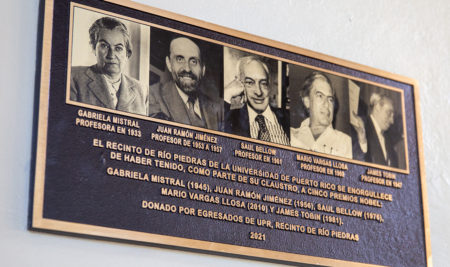 GABRIELA MISTRAL
PROFESORA EN 1933
JUAN RAMÓN JIMÉNEZ
PROFESOR DE 1953 A 1957
SAUL BELLOW
PROFESOR EN 1961
MARIO VARGAS LLOSA
PROFESOR EN 1969
JAMES TOBIN
PROFESOR EN 1947
EL RECINTO DE RÍO PIEDRAS DE LA UNIVERSIDAD DE PUERTO RICO SE ENORGULLECE
DE HABER TENIDO, COMO PARTE DE SU CLAUSTRO, A CINCO PREMIOS NOBEL:
GABRIELA MISTRAL (1945), JUAN RAMÓN JIMÉNEZ (1956), SAUL BELLOW (1976),
MARIO VARGAS LLOSA (2010) Y JAMES TOBIN (1981).
DONADO POR EGRESADOS DE UPR, RECINTO DE RÍO PIEDRAS
2021